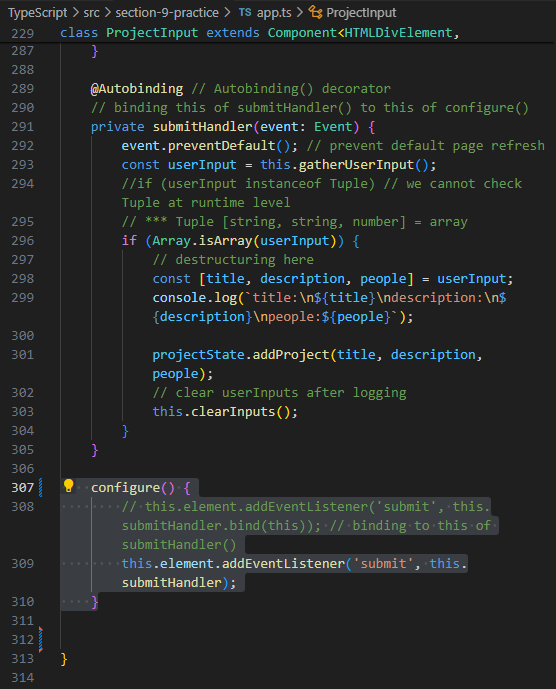 TypeScript > src > section-9-practice > TS app.ts > ProjectInput
229 class ProjectInput extends Component<HTMLDivElement,
287 }
288
289 @Autobinding // Autobinding() decorator
290 // binding this of submitHandler() to this of configure()
291 private submitHandler(event: Event) {
292 event.preventDefault(); // prevent default page refresh
293 const userInput = this.gatherUserInput();
294 //if (userInput instanceof Tuple) // we cannot check
Tuple at runtime level
295 // *** Tuple [string, string, number] = array
296 if (Array.isArray(userInput)) {
297 // destructuring here
298 const [title, description, people] = userInput;
299 console.log(`title:\n${title}\ndescription:\n$
{description}\npeople:${people}`);
300
301 projectState.addProject(title, description,
people);
302 // clear userInputs after logging
303 this.clearInputs();
304 }
305 }
306
307 configure() {
308 // this.element.addEventListener('submit', this.
submitHandler.bind(this)); // binding to this of
submitHandler()
309 this.element.addEventListener('submit', this.
submitHandler);
310 }
311
312
313 }
314